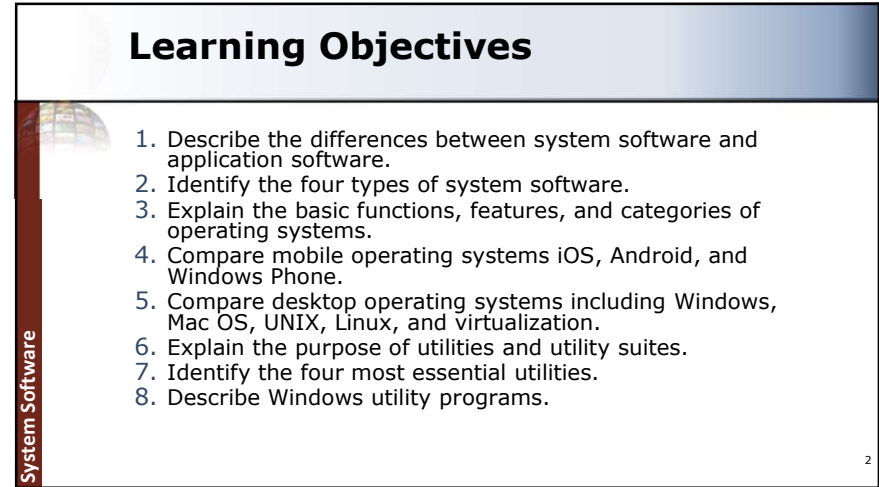 Learning Objectives
1. Describe the differences between system software and
application software.
2. Identify the four types of system software.
3. Explain the basic functions, features, and categories of
operating systems.
4. Compare mobile operating systems iOS, Android, and
Windows Phone.
5. Compare desktop operating systems including Windows,
Mac OS, UNIX, Linux, and virtualization.
6. Explain the purpose of utilities and utility suites.
7. Identify the four most essential utilities.
8. Describe Windows utility programs.
System Software
2